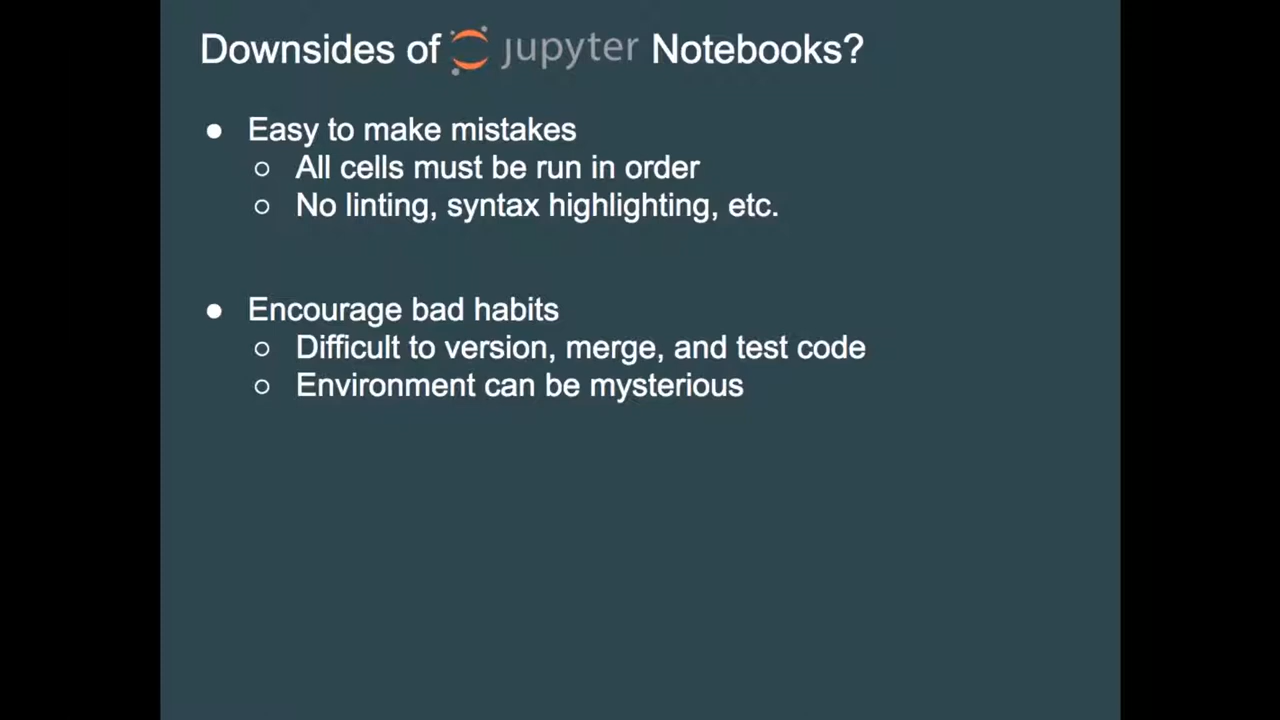 Downsides of jupyter Notebooks?
● Easy to make mistakes
○ All cells must be run in order
○ No linting, syntax highlighting, etc.
● Encourage bad habits
○ Difficult to version, merge, and test code
○ Environment can be mysterious